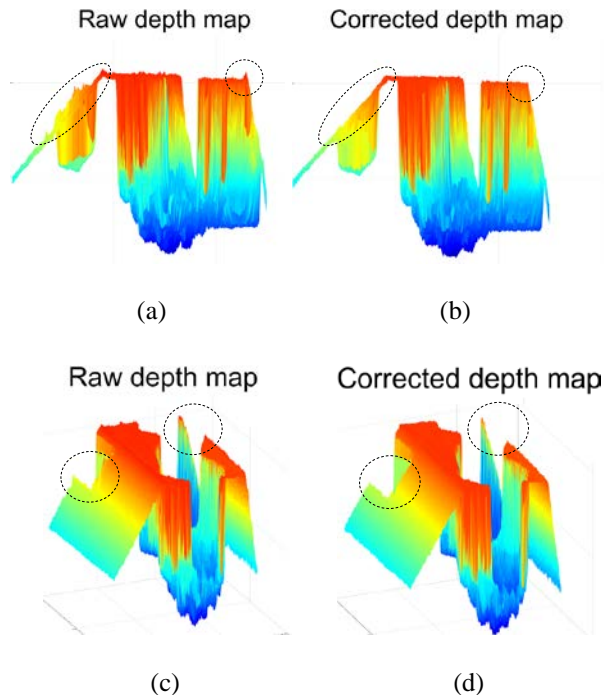 Raw depth map
Corrected depth map
(a)
(b)
Raw depth map
Corrected depth map
(c)
(d)